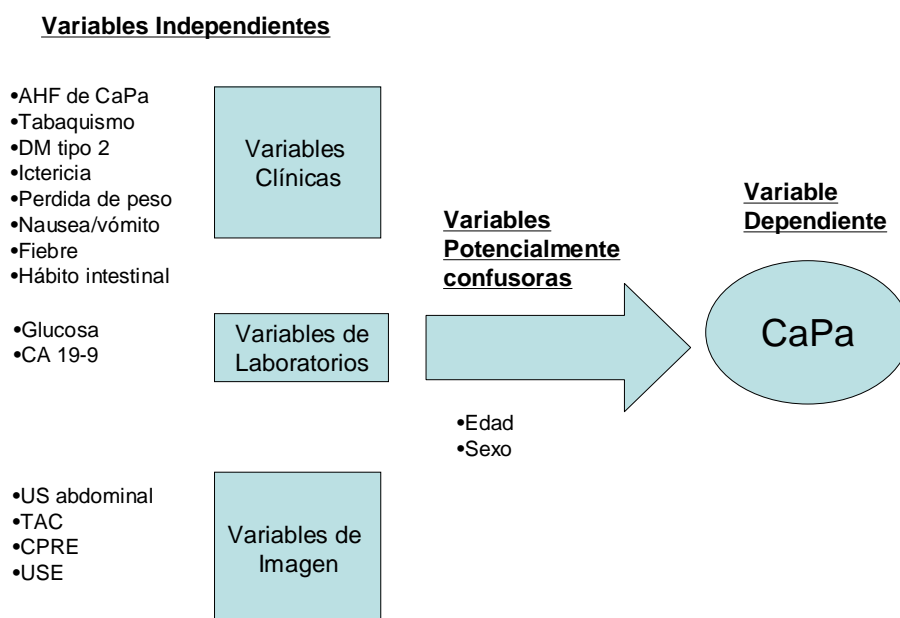 Variables Independientes
•AHF de CaPa
•Tabaquismo
•DM tipo 2
•Ictericia
•Perdida de peso
•Nausea/vómito
•Fiebre
•Hábito intestinal
Variables
Clínicas
•Glucosa
•CA 19-9
Variables de
Laboratorios
•US abdominal
•TAC
•CPRE
•USE
Variables de
Imagen
Variables
Potencialmente
confusoras
•Edad
•Sexo
Variable
Dependiente
CaPa